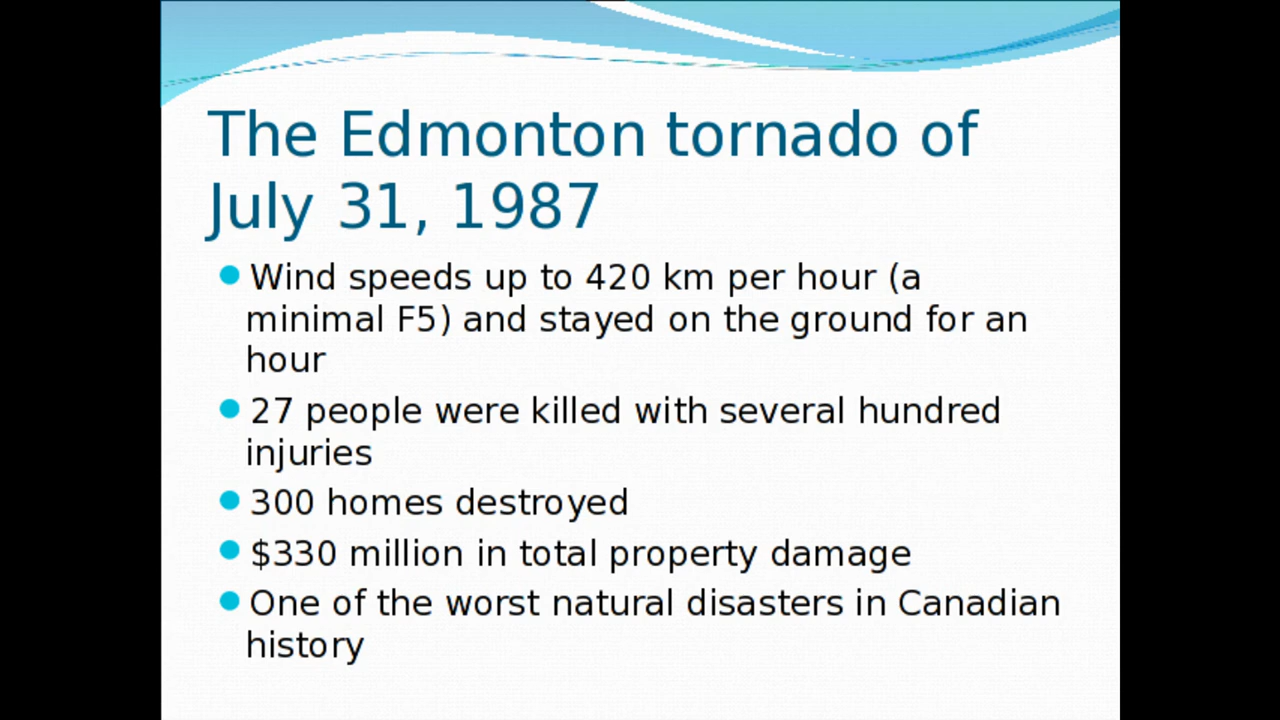 The Edmonton tornado of
July 31, 1987
Wind speeds up to 420 km per hour (a
minimal F5) and stayed on the ground for an
hour
27 people were killed with several hundred
injuries
300 homes destroyed
$330 million in total property damage
One of the worst natural disasters in Canadian
history